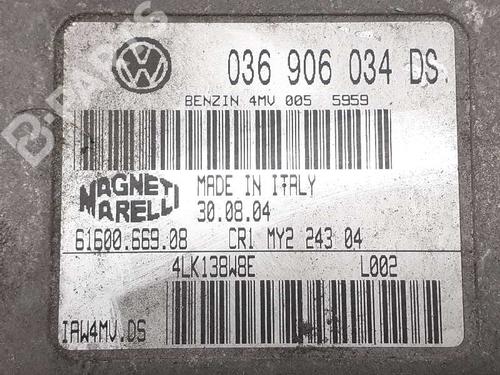 036 906 034 DS
BENZIN 4MV 005 5959
MAGNETI
MARELLI
MADE IN ITALY
30.08.04
61600.669.08 CR1 MY2 243 04
4LK138W8E L002
IAW4MV.DS
B-PARTS